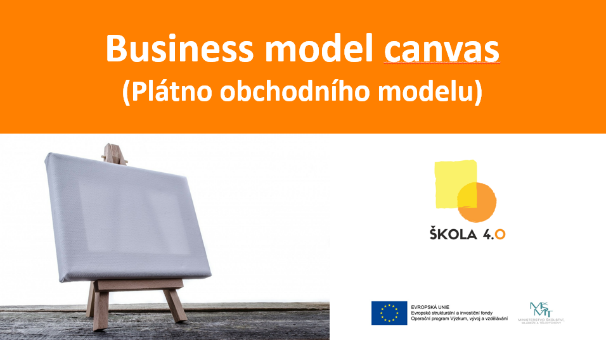 Business model canvas
(Plátno obchodního modelu)
ŠKOLA 4.O
EVROPSKÁ UNIE
Evropské strukturální a investiční fondy
Operační program Výzkum, vývoj a vzdělávání